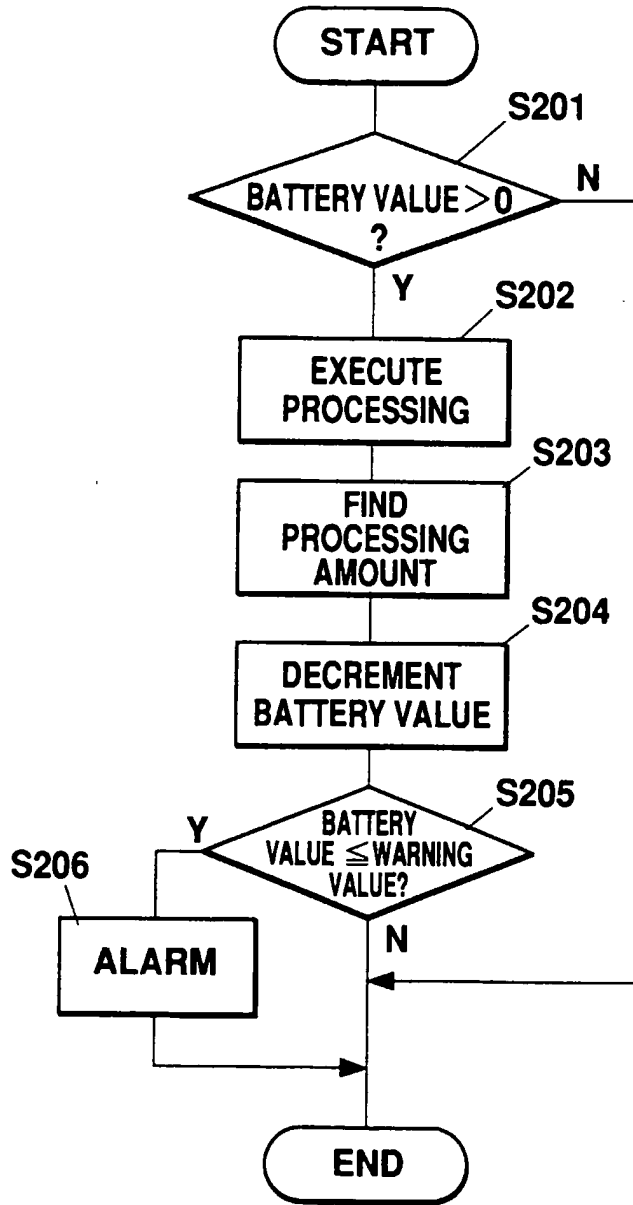 START
S201
BATTERY VALUE >0
?
N
Y
S202
EXECUTE
PROCESSING
S203
FIND
PROCESSING
AMOUNT
S204
DECREMENT
BATTERY VALUE
S205
BATTERY
VALUE ≦ WARNING
VALUE?
Y
S206
N
ALARM
END